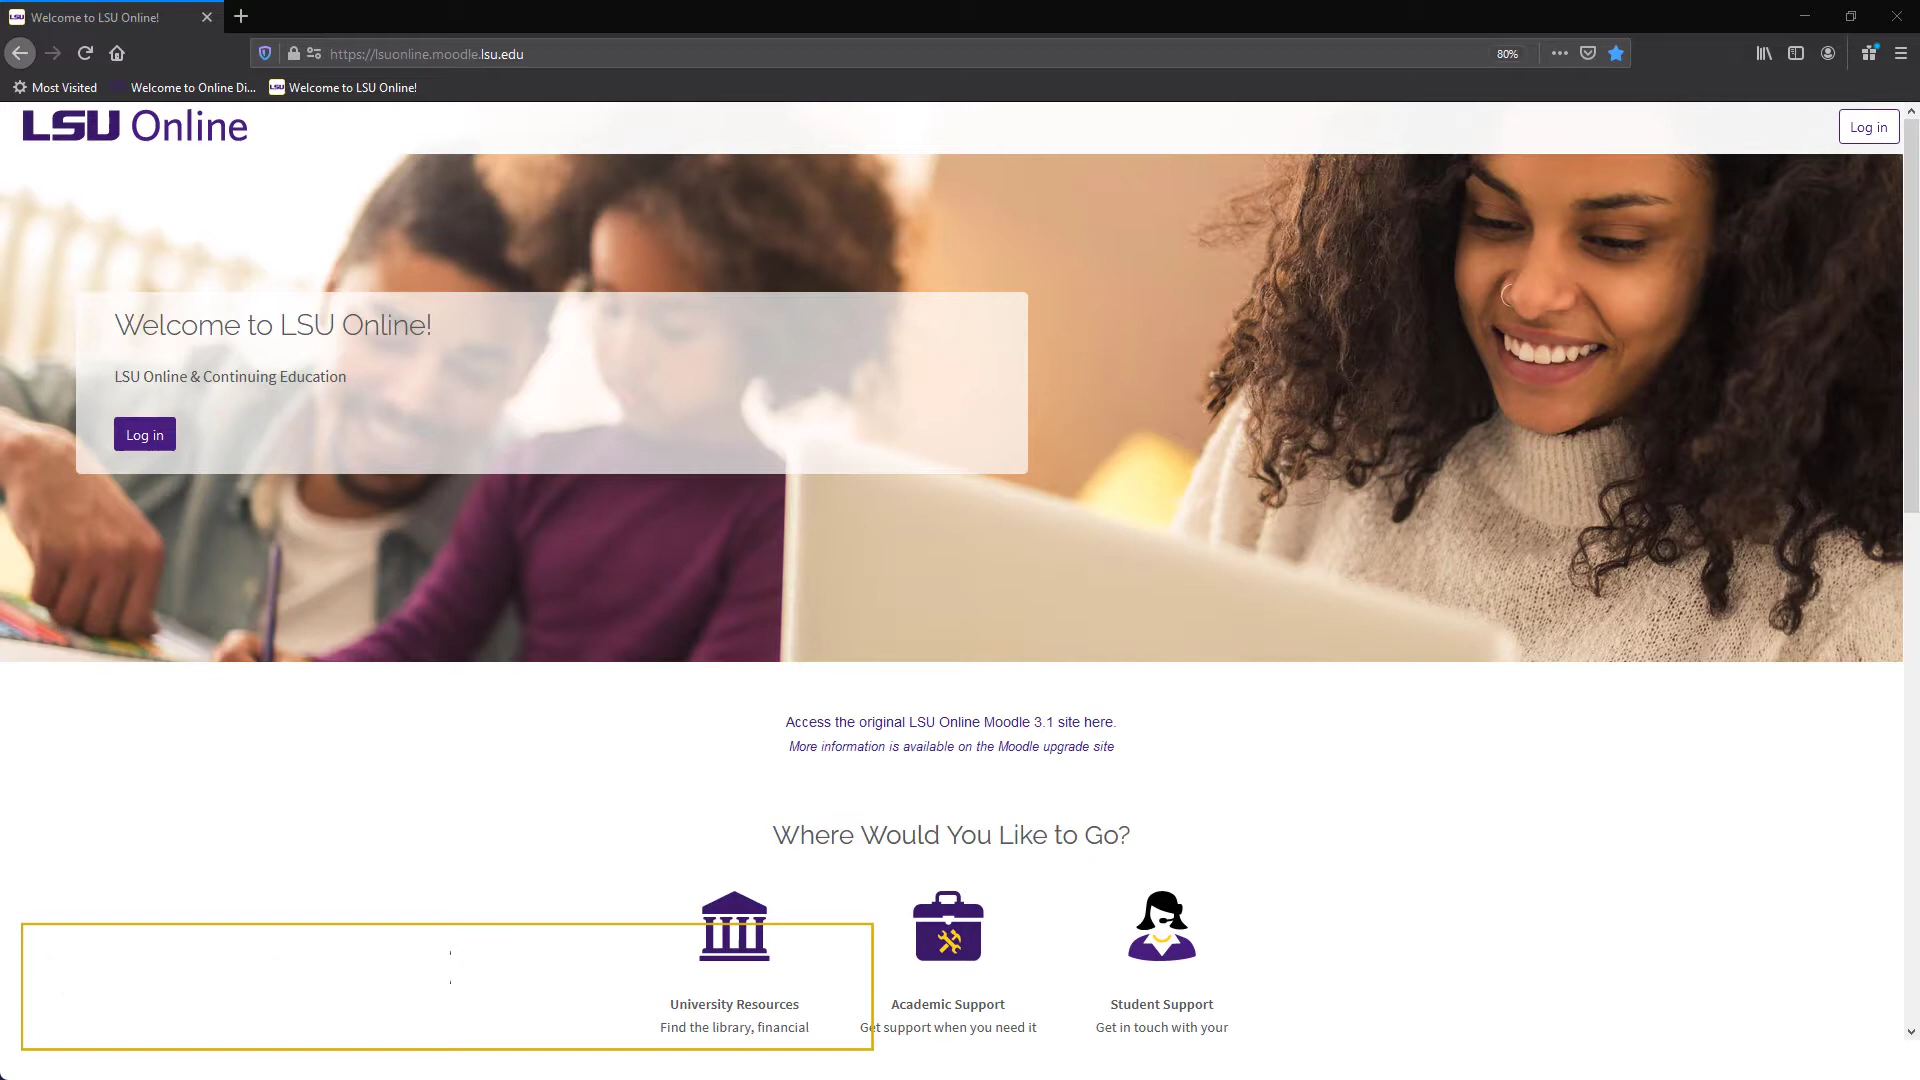 Welcome to LSU Online!
https://lsuonline.moodle.lsu.edu
80%
Most Visited
Welcome to Online Di...
LSU Welcome to LSU Online!
LSU Online
Log in
Welcome to LSU Online!
LSU Online & Continuing Education
Log in
Access the original LSU Online Moodle 3.1 site here.
More information is available on the Moodle upgrade site
Where Would You Like to Go?
University Resources
Find the library, financial
Academic Support
Get support when you need it
Student Support
Get in touch with your